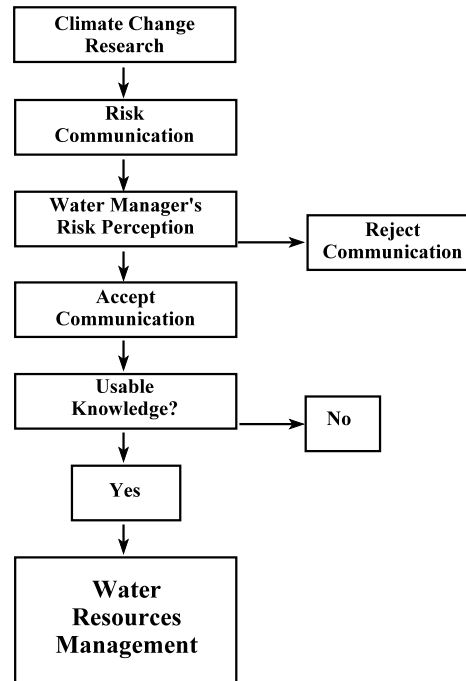 Climate Change
Research
Risk
Communication
Water Manager's
Risk Perception
Reject
Communication
Accept
Communication
Usable
Knowledge?
No
Yes
Water
Resources
Management